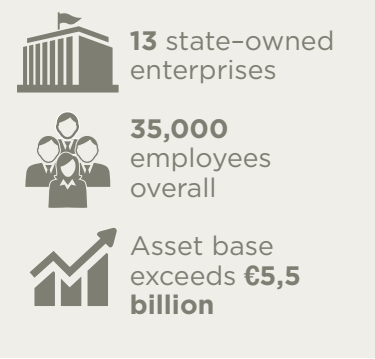 13 state–owned
enterprises
35,000
employees
overall
Asset base
exceeds €5,5
billion